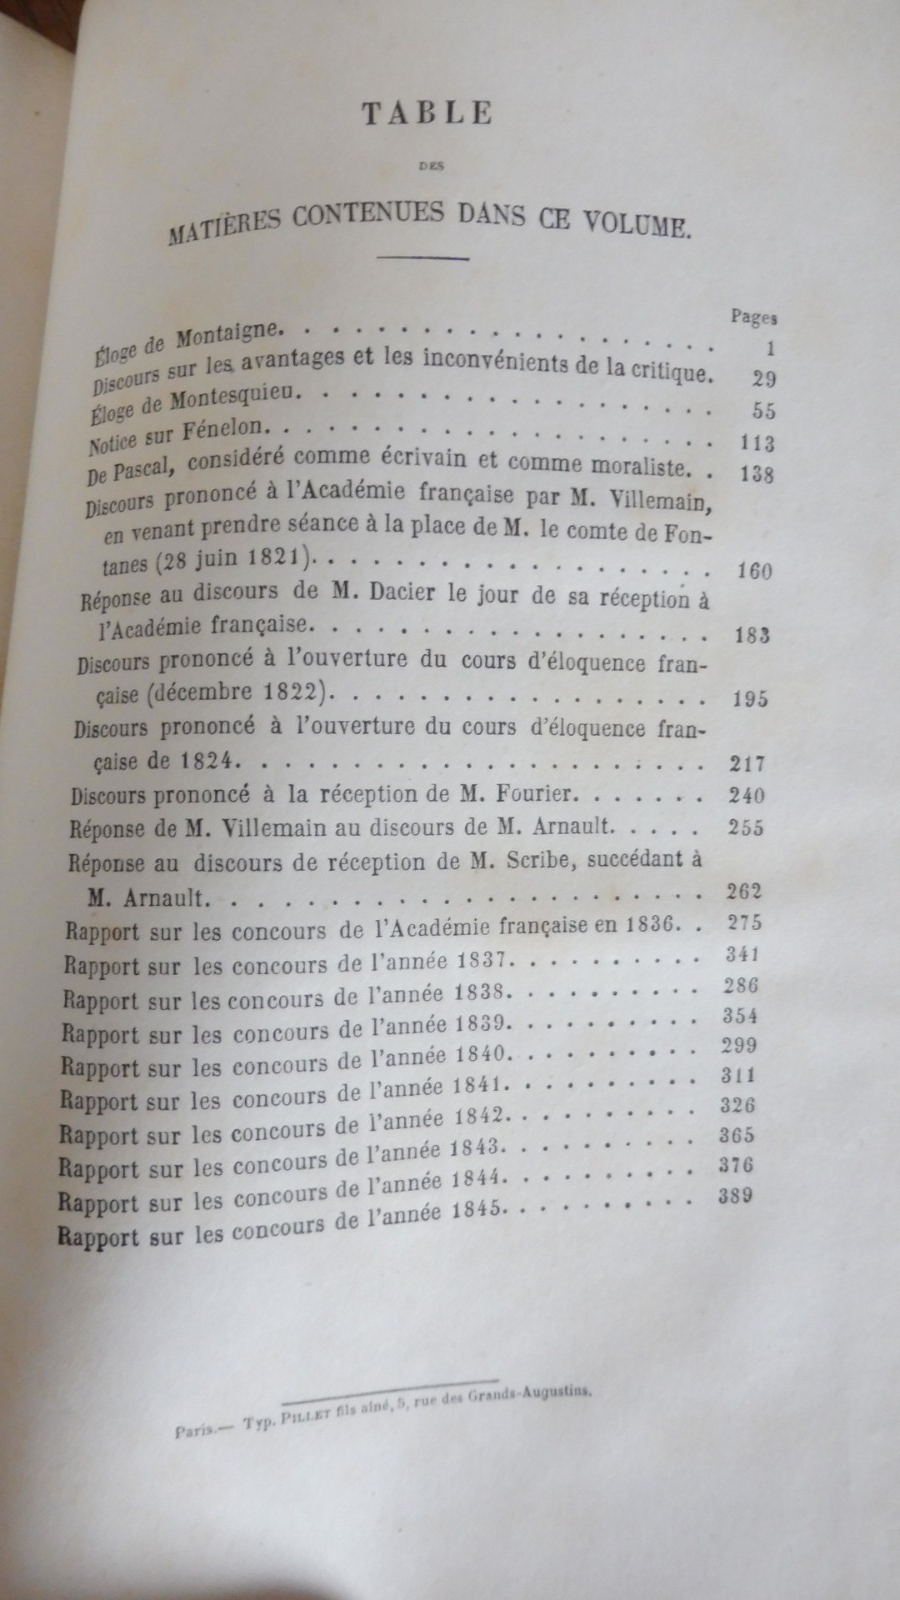 TABLE
DES
MATIÈRES CONTENUES DANS CE VOLUME.
Pages
Éloge de Montaigne. . . . . . . . . . . . . . . . . . . . 1
Discours sur les avantages et les inconvénients de la critique. 29
Éloge de Montesquieu. . . . . . . . . . . . . . . . . . . 55
Notice sur Fénelon. . . . . . . . . . . . . . . . . . . . . 113
De Pascal, considéré comme écrivain et comme moraliste. . 138
Discours prononcé à l'Académie française par M. Villemain,
en venant prendre séance à la place de M. le comte de Fon-
tanes (28 juin 1821). . . . . . . . . . . . . . . . . . . 160
Réponse au discours de M. Dacier le jour de sa réception à
l'Académie française. . . . . . . . . . . . . . . . . . 183
Discours prononcé à l'ouverture du cours d'éloquence fran-
çaise (décembre 1822). . . . . . . . . . . . . . . . . 195
Discours prononcé à l'ouverture du cours d'éloquence fran-
çaise de 1824. . . . . . . . . . . . . . . . . . . . . 217
Discours prononcé à la réception de M. Fourier. . . . . . . 240
Réponse de M. Villemain au discours de M. Arnault. . . . . 255
Réponse au discours de réception de M. Scribe, succédant à
M. Arnault. . . . . . . . . . . . . . . . . . . . . . 262
Rapport sur les concours de l'Académie française en 1836. . 275
Rapport sur les concours de l'année 1837. . . . . . . . . . 341
Rapport sur les concours de l'année 1838. . . . . . . . . . 286
Rapport sur les concours de l'année 1839. . . . . . . . . . 354
Rapport sur les concours de l'année 1840. . . . . . . . . . 299
Rapport sur les concours de l'année 1841. . . . . . . . . . 311
Rapport sur les concours de l'année 1842. . . . . . . . . . 326
Rapport sur les concours de l'année 1843. . . . . . . . . . 365
Rapport sur les concours de l'année 1844. . . . . . . . . . 376
Rapport sur les concours de l'année 1845. . . . . . . . . . 389
Paris.— Typ. PILLET fils aîné, 5, rue des Grands-Augustins.